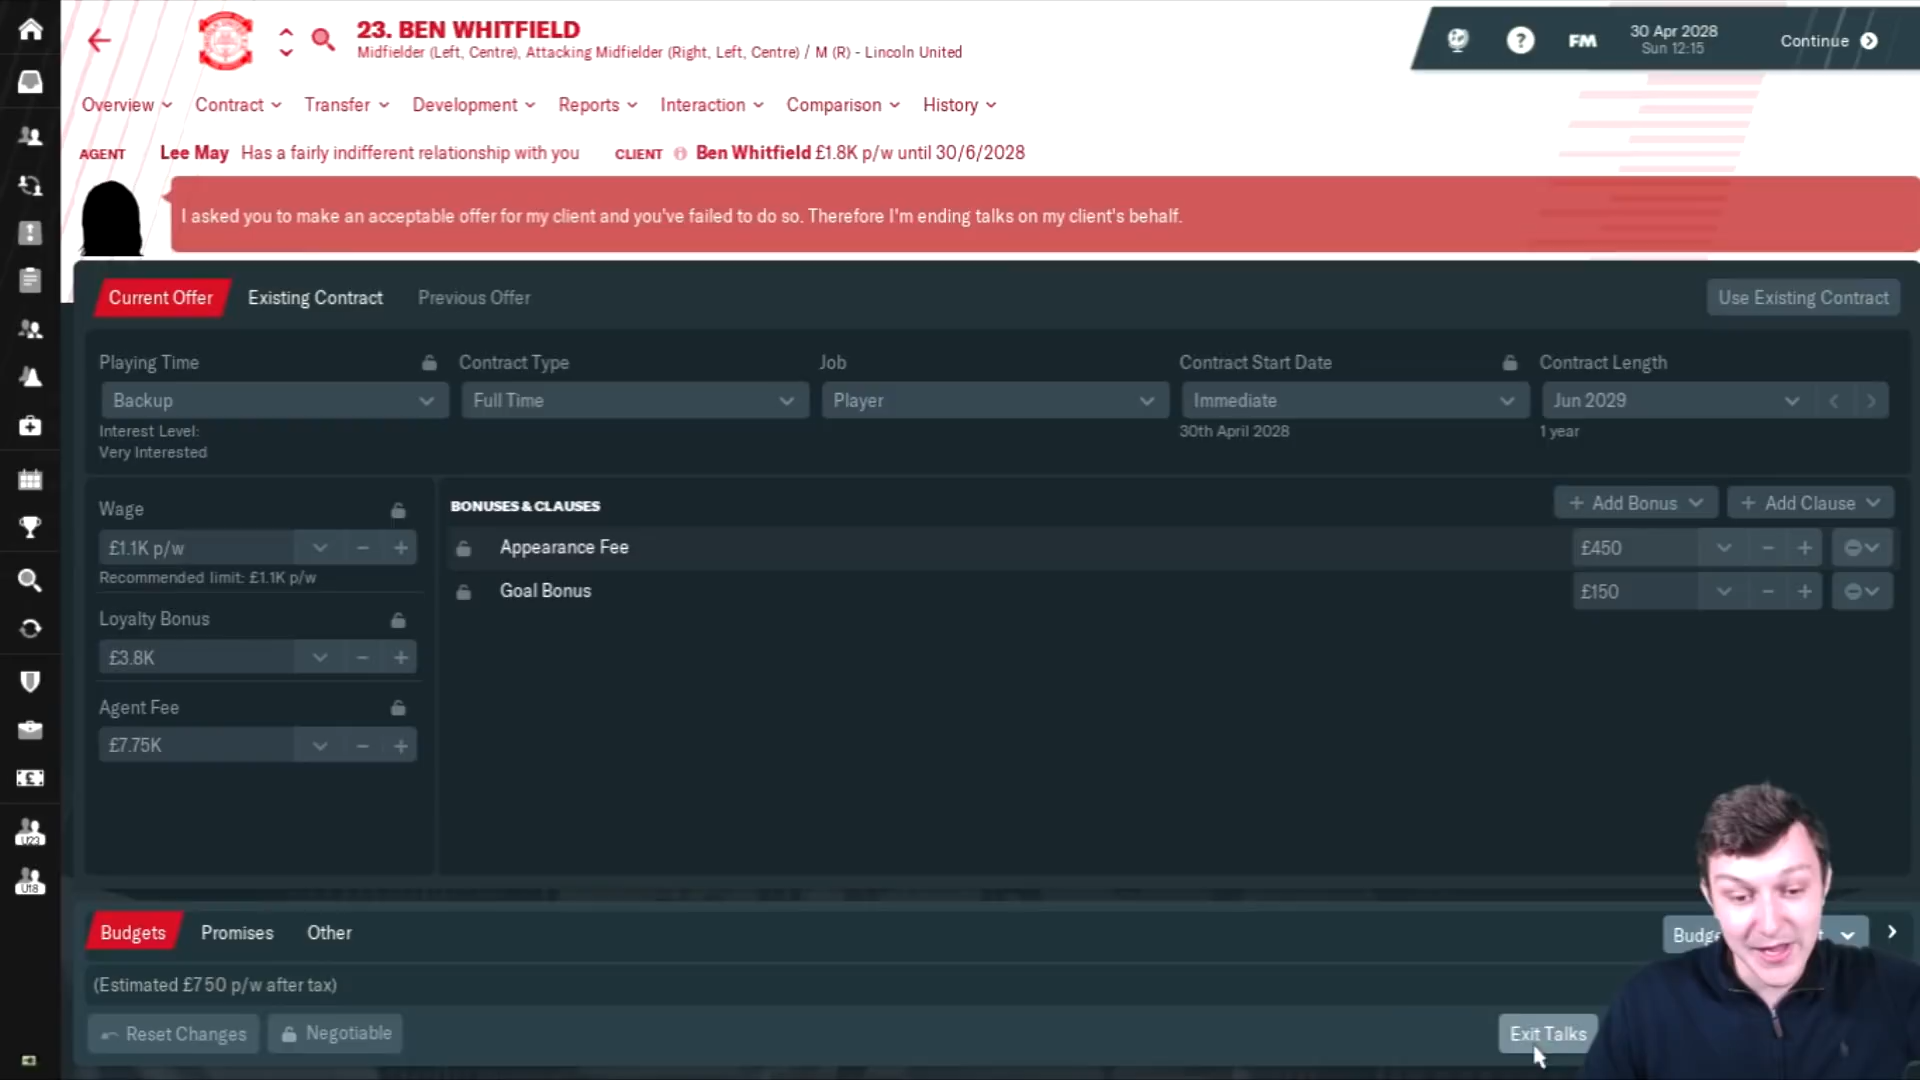 23. BEN WHITFIELD
Midfielder (Left, Centre), Attacking Midfielder (Right, Left, Centre) / M (R) - Lincoln United
FM
30 Apr 2028
Sun 12:15
Continue
Overview
Contract
Transfer
Development
Reports
Interaction
Comparison
History
AGENT
Lee May Has a fairly indifferent relationship with you
CLIENT
Ben Whitfield £1.8K p/w until 30/6/2028
I asked you to make an acceptable offer for my client and you've failed to do so. Therefore I'm ending talks on my client's behalf.
Current Offer
Existing Contract
Previous Offer
Use Existing Contract
Playing Time
Contract Type
Job
Contract Start Date
Contract Length
Backup
Full Time
Player
Immediate
Jun 2029
Interest Level:
Very Interested
30th April 2028
1 year
Wage
£1.1K p/w
Recommended limit: £1.1K p/w
Loyalty Bonus
£3.8K
Agent Fee
£7.75K
BONUSES & CLAUSES
Add Bonus
Add Clause
Appearance Fee
£450
Goal Bonus
£150
U23
U18
Budgets
Promises
Other
(Estimated £750 p/w after tax)
Reset Changes
Negotiable
Exit Talks